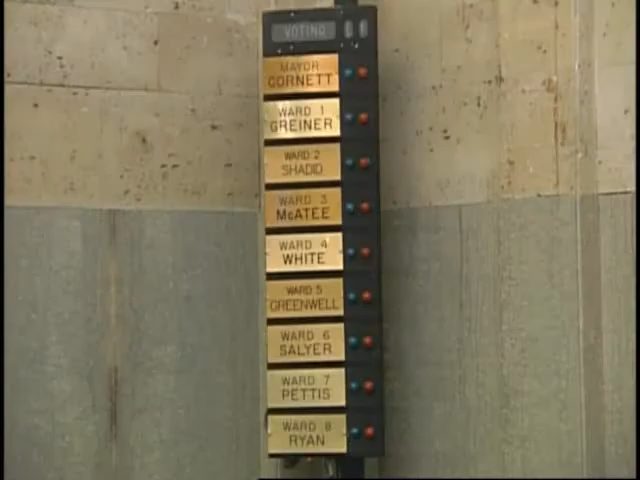 VOTING
MAYOR
CORNETT
WARD 1
GREINER
WARD 2
SHADID
WARD 3
McATEE
WARD 4
WHITE
WARD 5
GREENWELL
WARD 6
SALYER
WARD 7
PETTIS
WARD 8
RYAN